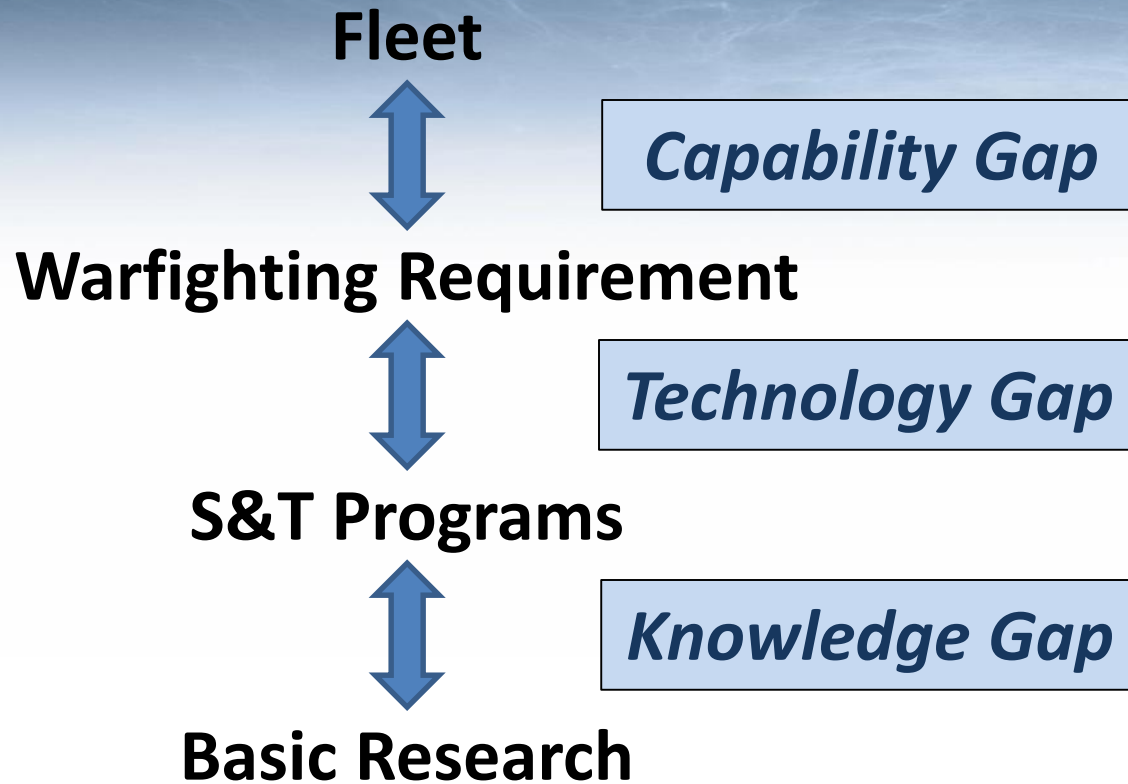 Fleet
Capability Gap
Warfighting Requirement
Technology Gap
S&T Programs
Knowledge Gap
Basic Research